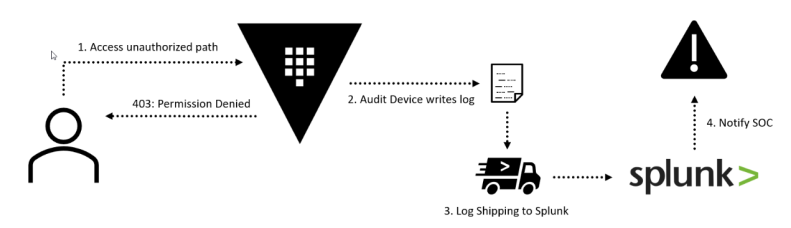 1. Access unauthorized path
403: Permission Denied
2. Audit Device writes log
3. Log Shipping to Splunk
splunk>
4. Notify SOC